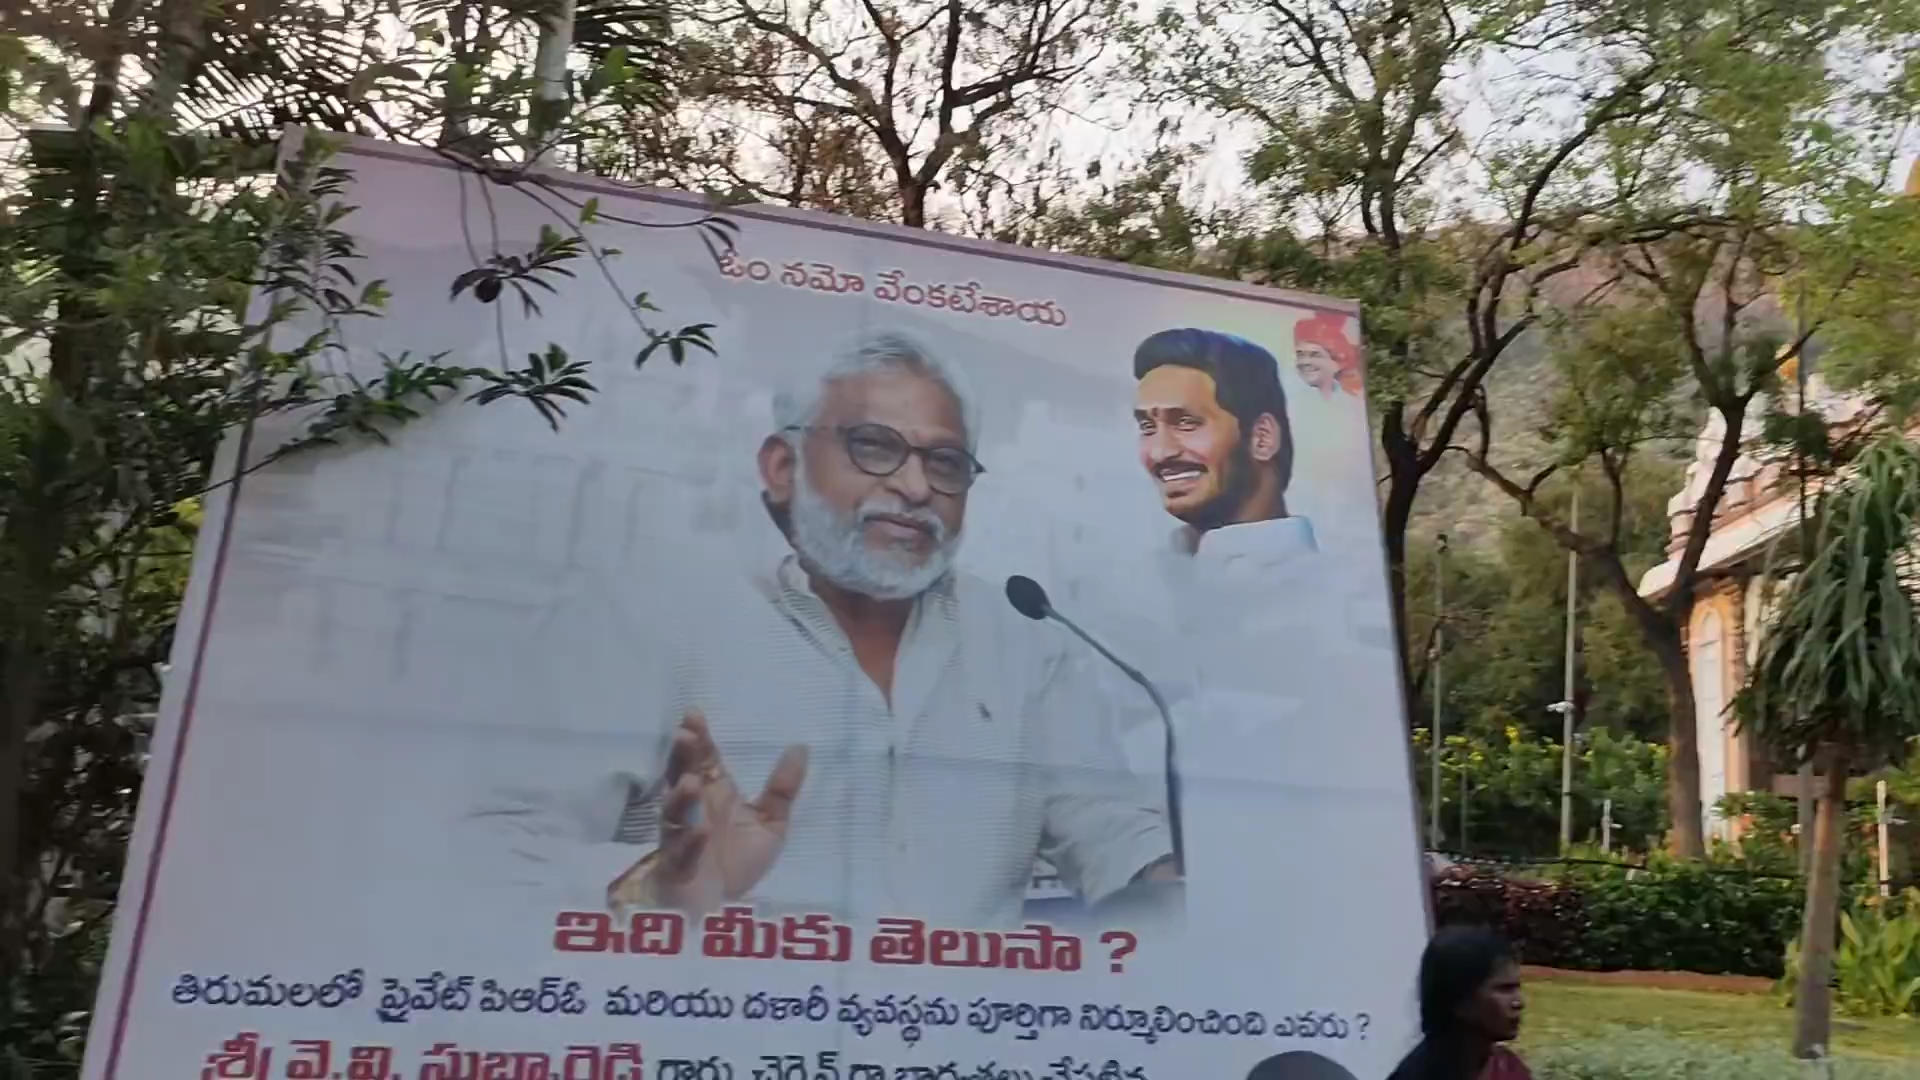 ఓం నమో వేంకటేశాయ
ఇది మీకు తెలుసా ?
తిరుమలలో ప్రైవేట్ పిఆర్ఓ మరియు దళారీ వ్యవస్థను పూర్తిగా నిర్మూలించింది ఎవరు ?
శ్రీ వై.వి. సుబ్బారెడ్డి గారు